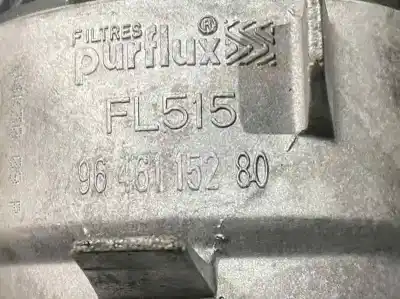 FILTRES ®
purflux
FL515
96 461 152 80